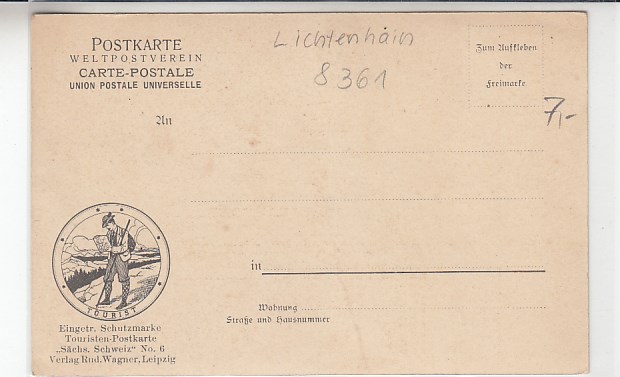 POSTKARTE
WELTPOSTVEREIN
CARTE-POSTALE
UNION POSTALE UNIVERSELLE
Lichtenhain
8361
Zum Aufkleben
der
Freimarke
7,-
An
in
Wohnung
Straße und Hausnummer
TOURIST
Eingetr. Schutzmarke
Touristen-Postkarte
„Sächs. Schweiz" No. 6
Verlag Rud. Wagner, Leipzig